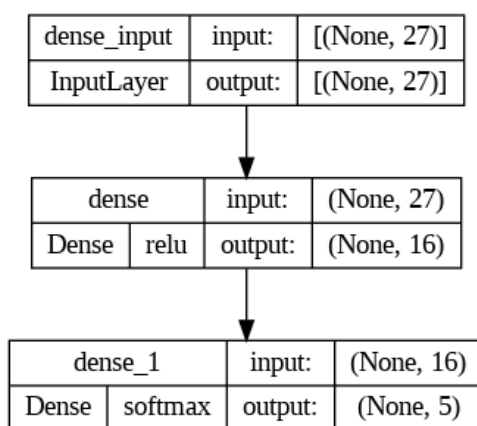 dense_input input: [(None, 27)]
InputLayer output: [(None, 27)]
dense input: (None, 27)
Dense relu output: (None, 16)
dense_1 input: (None, 16)
Dense softmax output: (None, 5)